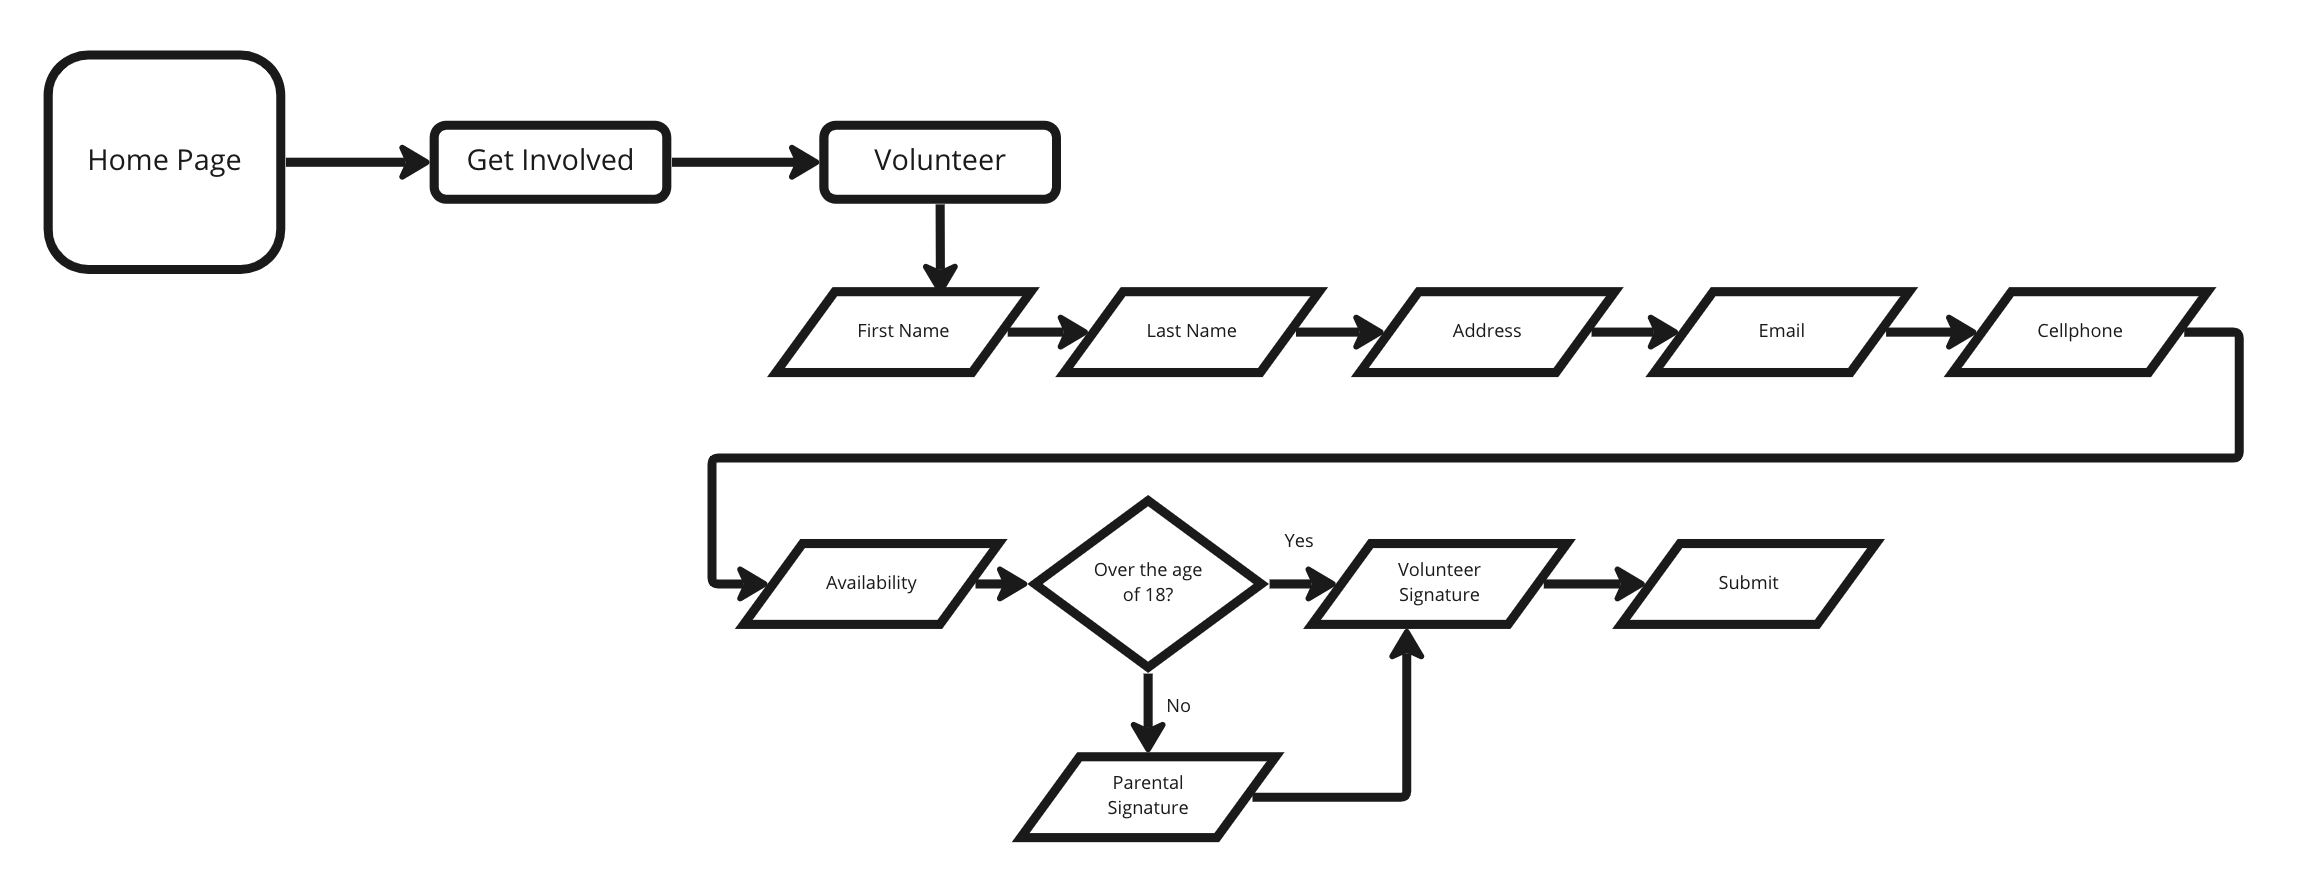 Home Page
Get Involved
Volunteer
First Name
Last Name
Address
Email
Cellphone
Availability
Over the age
of 18?
Yes
Volunteer
Signature
Submit
No
Parental
Signature